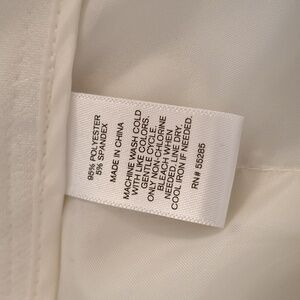 95% POLYESTER
5% SPANDEX
MADE IN CHINA
MACHINE WASH COLD
WITH LIKE COLORS.
GENTLE CYCLE.
ONLY NON-CHLORINE
BLEACH WHEN
NEEDED. LINE DRY.
COOL IRON IF NEEDED.
RN# 55285